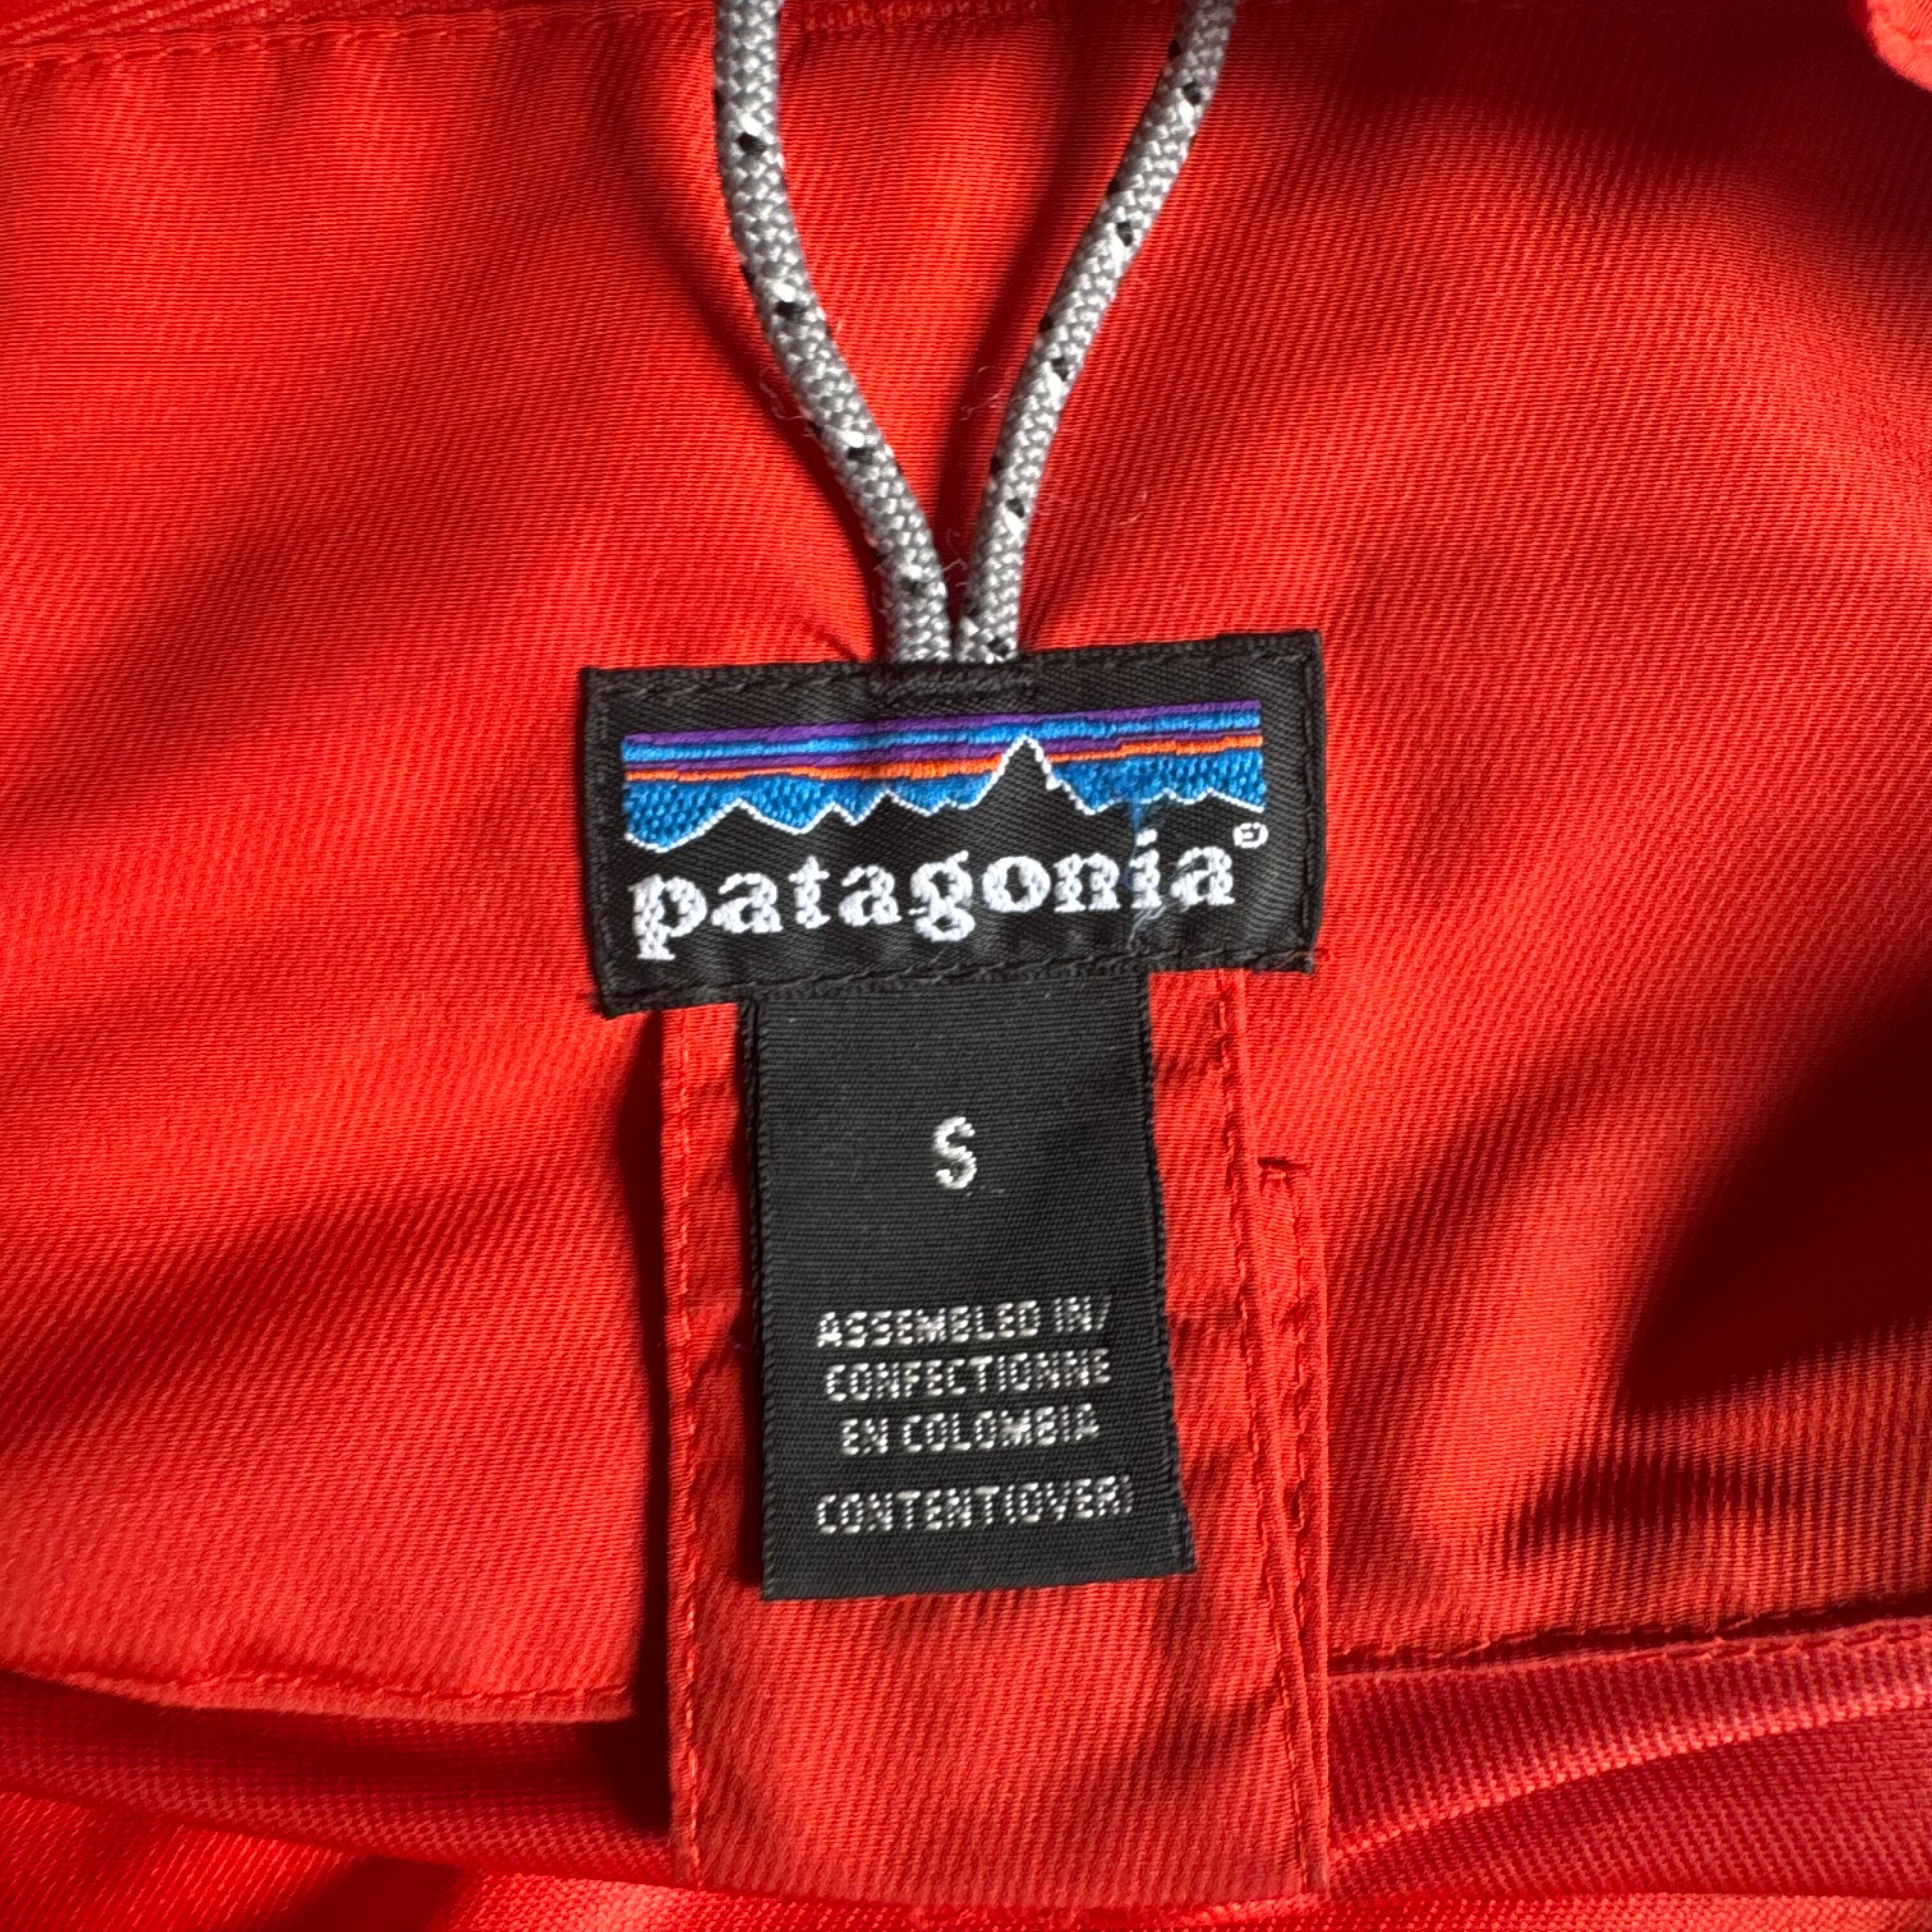 patagonia®
S
ASSEMBLED IN/
CONFECTIONNE
EN COLOMBIA
CONTENT(OVER)